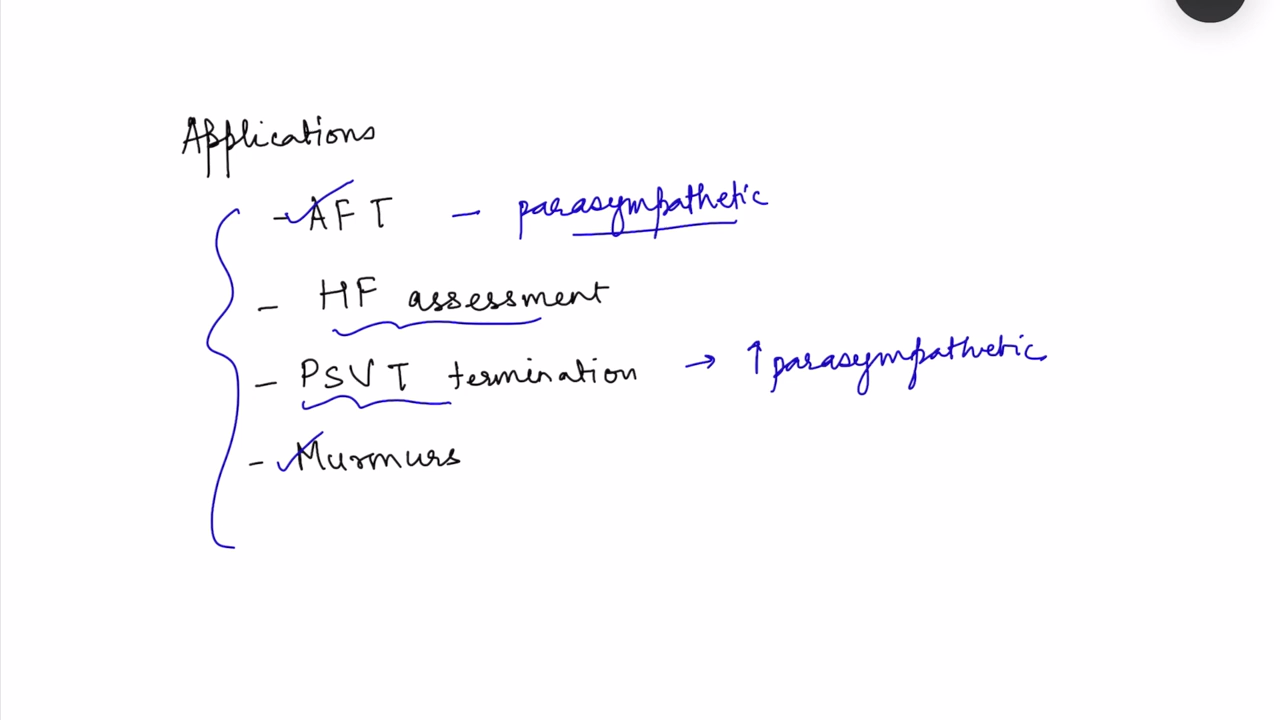 Applications
- AFT - parasympathetic
- HF assessment
- PSVT termination → ↑ parasympathetic
- Murmurs